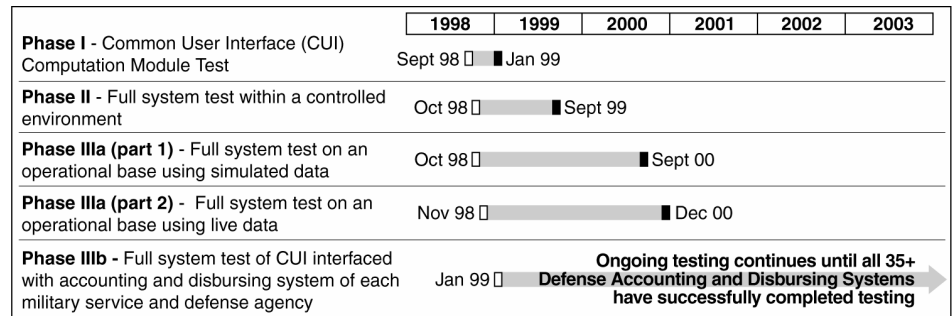 1998 1999 2000 2001 2002 2003
Phase I - Common User Interface (CUI)
Computation Module Test
Sept 98 Jan 99
Phase II - Full system test within a controlled
environment
Oct 98 Sept 99
Phase IIIa (part 1) - Full system test on an
operational base using simulated data
Oct 98 Sept 00
Phase IIIa (part 2) - Full system test on an
operational base using live data
Nov 98 Dec 00
Phase IIIb - Full system test of CUI interfaced
with accounting and disbursing system of each
military service and defense agency
Jan 99
Ongoing testing continues until all 35+
Defense Accounting and Disbursing Systems
have successfully completed testing